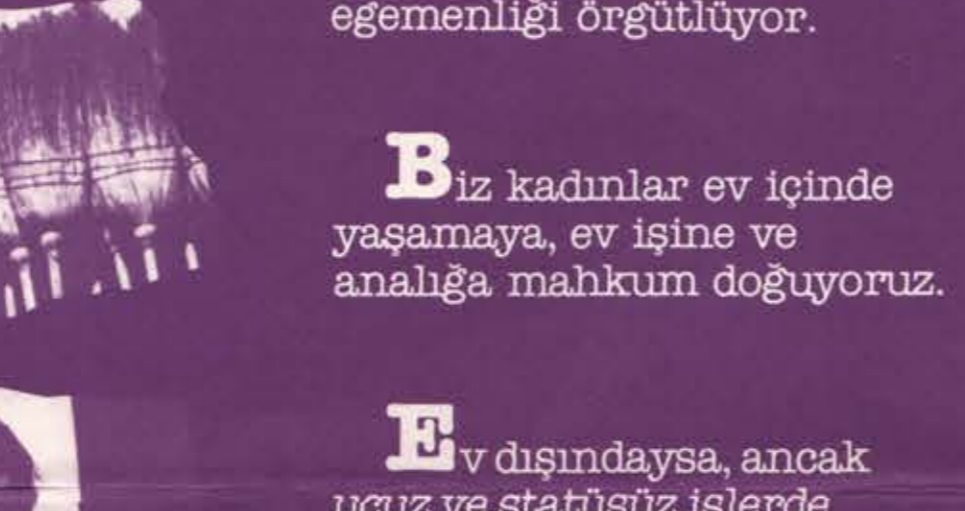 egemenliği örgütlüyor.
Biz kadınlar ev içinde
yaşamaya, ev işine ve
analığa mahkum doğuyoruz.
Ev dışındaysa, ancak
ucuz ve statüsüz işlerde